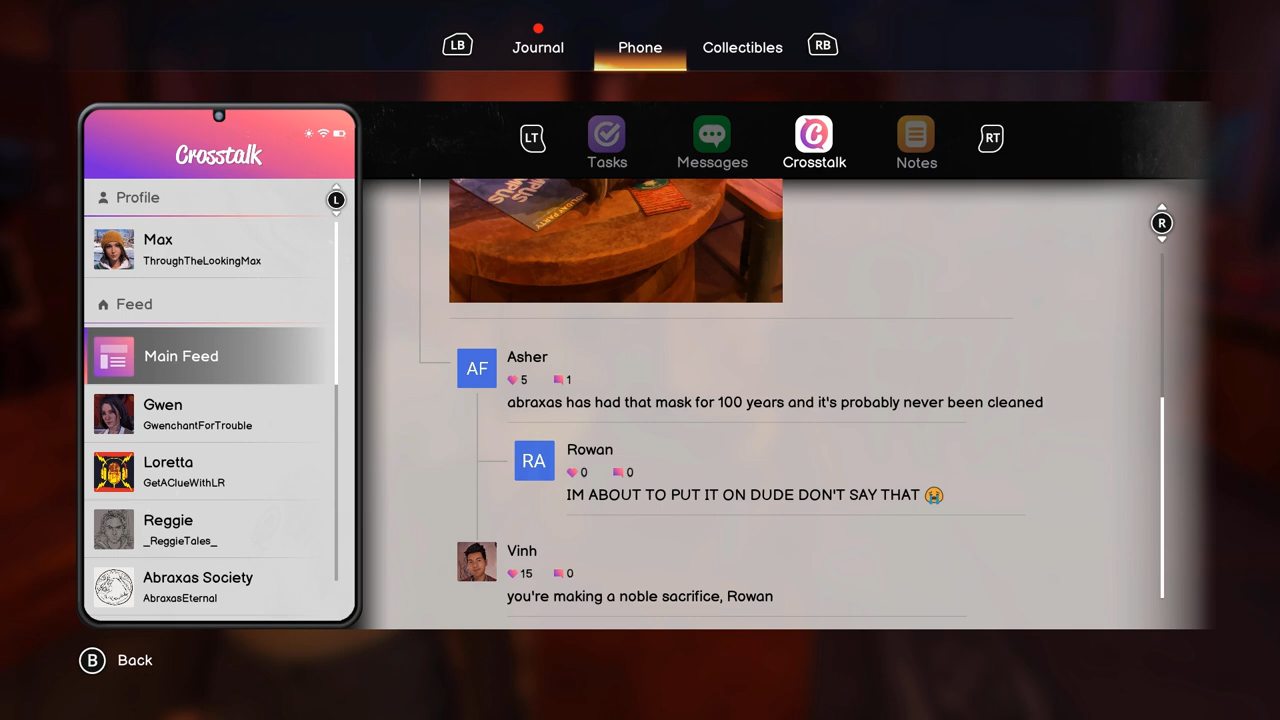 LB
Journal
Phone
Collectibles
RB
Crosstalk
LT
Tasks
Messages
Crosstalk
Notes
RT
Profile
L
Max
ThroughTheLookingMax
Feed
Main Feed
Gwen
GwenchantForTrouble
Loretta
GetAClueWithLR
Reggie
_ReggieTales_
Abraxas Society
AbraxasEternal
HOLIDAY PARTY
R
AF
Asher
5
1
abraxas has had that mask for 100 years and it's probably never been cleaned
RA
Rowan
0
0
IM ABOUT TO PUT IT ON DUDE DON'T SAY THAT 😭
Vinh
15
0
you're making a noble sacrifice, Rowan
B
Back